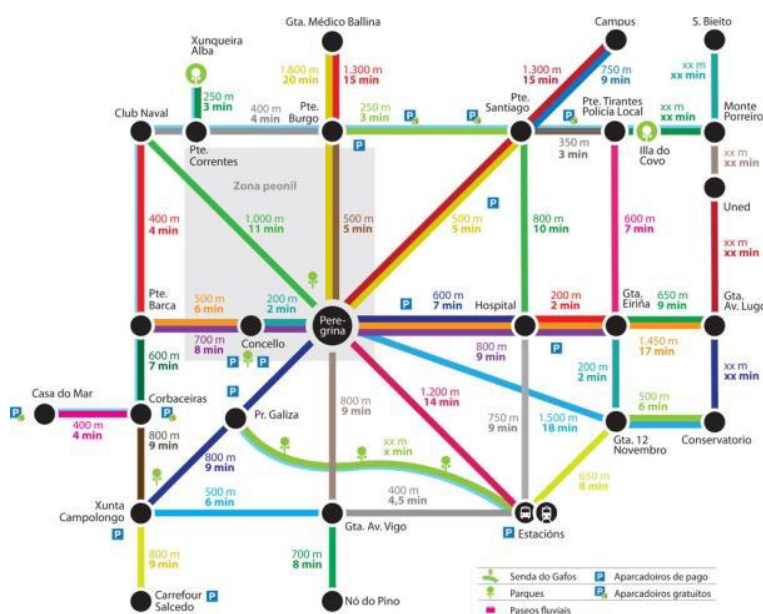 Gta. Médico Ballina
Campus
S. Bieito
Xunqueira
Alba
1.800 m
20 min
1.300 m
15 min
1.300 m
15 min
750 m
9 min
xx m
xx min
250 m
3 min
400 m
4 min
Pte.
Burgo
250 m
3 min
Pte.
Santiago
Pte. Tirantes
Policía Local
xx m
xx min
Monte
Porreiro
Club Naval
Pte.
Correntes
350 m
3 min
Illa do
Covo
xx m
xx min
Zona peonil
Uned
400 m
4 min
1.000 m
11 min
500 m
5 min
500 m
5 min
800 m
10 min
600 m
7 min
xx m
xx min
Pte.
Barca
500 m
6 min
200 m
2 min
600 m
7 min
Hospital
200 m
2 min
Gta.
Eiriña
650 m
9 min
Gta.
Av. Lugo
Pere-
grina
700 m
8 min
Concello
800 m
9 min
1.450 m
17 min
600 m
7 min
200 m
2 min
xx m
xx min
Casa do Mar
Corbaceiras
1.200 m
14 min
400 m
4 min
Pr. Galiza
800 m
9 min
750 m
9 min
1.500 m
18 min
500 m
6 min
Gta. 12
Novembro
Conservatorio
800 m
9 min
800 m
9 min
xx m
x min
650 m
8 min
Xunta
Campolongo
500 m
6 min
400 m
4,5 min
Gta. Av. Vigo
Estacións
800 m
9 min
700 m
8 min
Carrefour
Salcedo
Nó do Pino
Senda do Gafos
Aparcadoiros de pago
Parques
Aparcadoiros gratuítos
Paseos fluviais